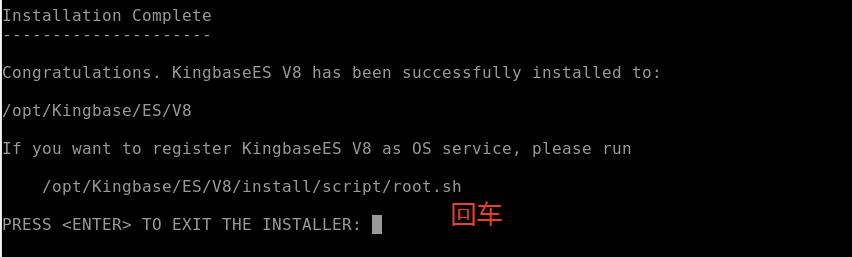 Installation Complete
---------------------
Congratulations. KingbaseES V8 has been successfully installed to:
/opt/Kingbase/ES/V8
If you want to register KingbaseES V8 as OS service, please run
/opt/Kingbase/ES/V8/install/script/root.sh
PRESS <ENTER> TO EXIT THE INSTALLER: 回车